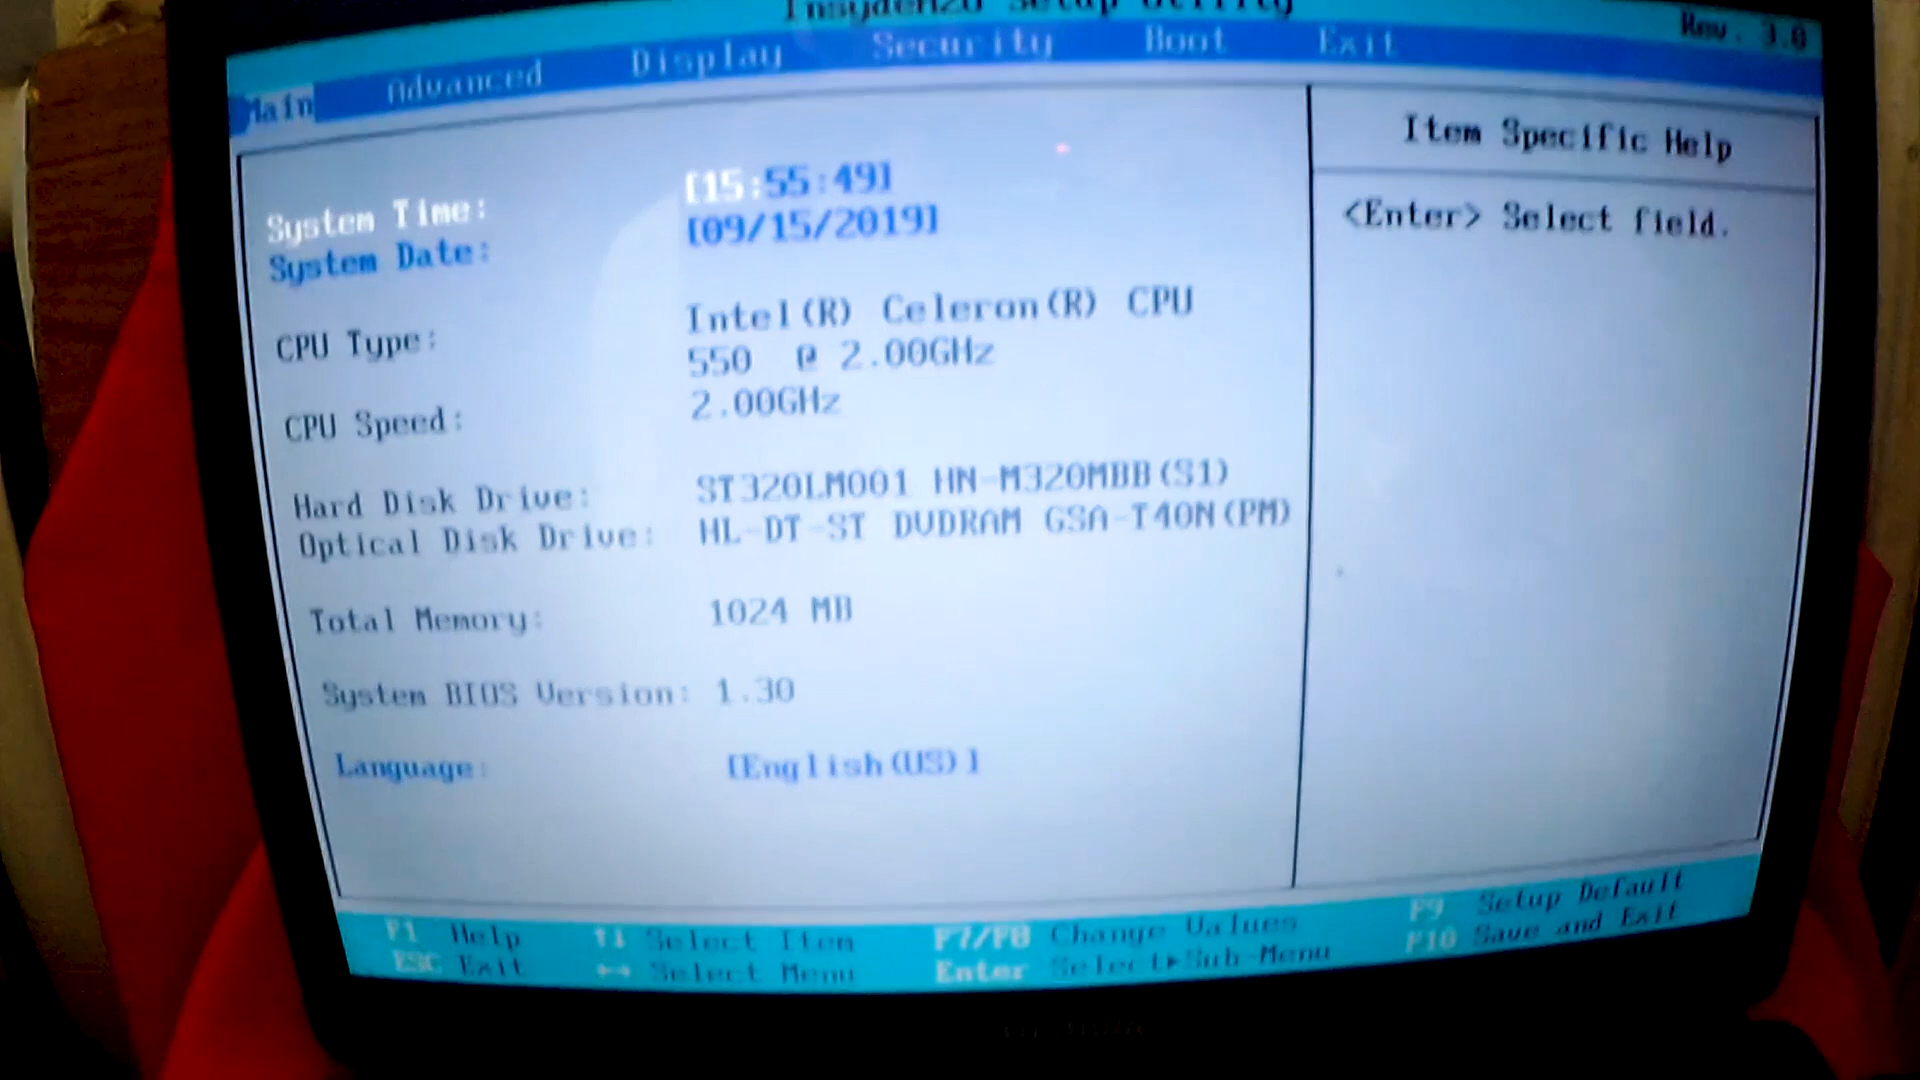 InsydeH20 Setup Utility
Rev. 3.0
Main Advanced Display Security Boot Exit
System Time: [15:55:49]
System Date: [09/15/2019]
CPU Type: Intel(R) Celeron(R) CPU
550 @ 2.00GHz
CPU Speed: 2.00GHz
Hard Disk Drive: ST320LM001 HN-M320MBB(S1)
Optical Disk Drive: HL-DT-ST DVDRAM GSA-T40N(PM)
Total Memory: 1024 MB
System BIOS Version: 1.30
Language: [English(US)]
Item Specific Help
<Enter> Select field.
F1 Help ↑↓ Select Item F7/F8 Change Values F9 Setup Default
ESC Exit ←→ Select Menu Enter Select▶Sub-Menu F10 Save and Exit